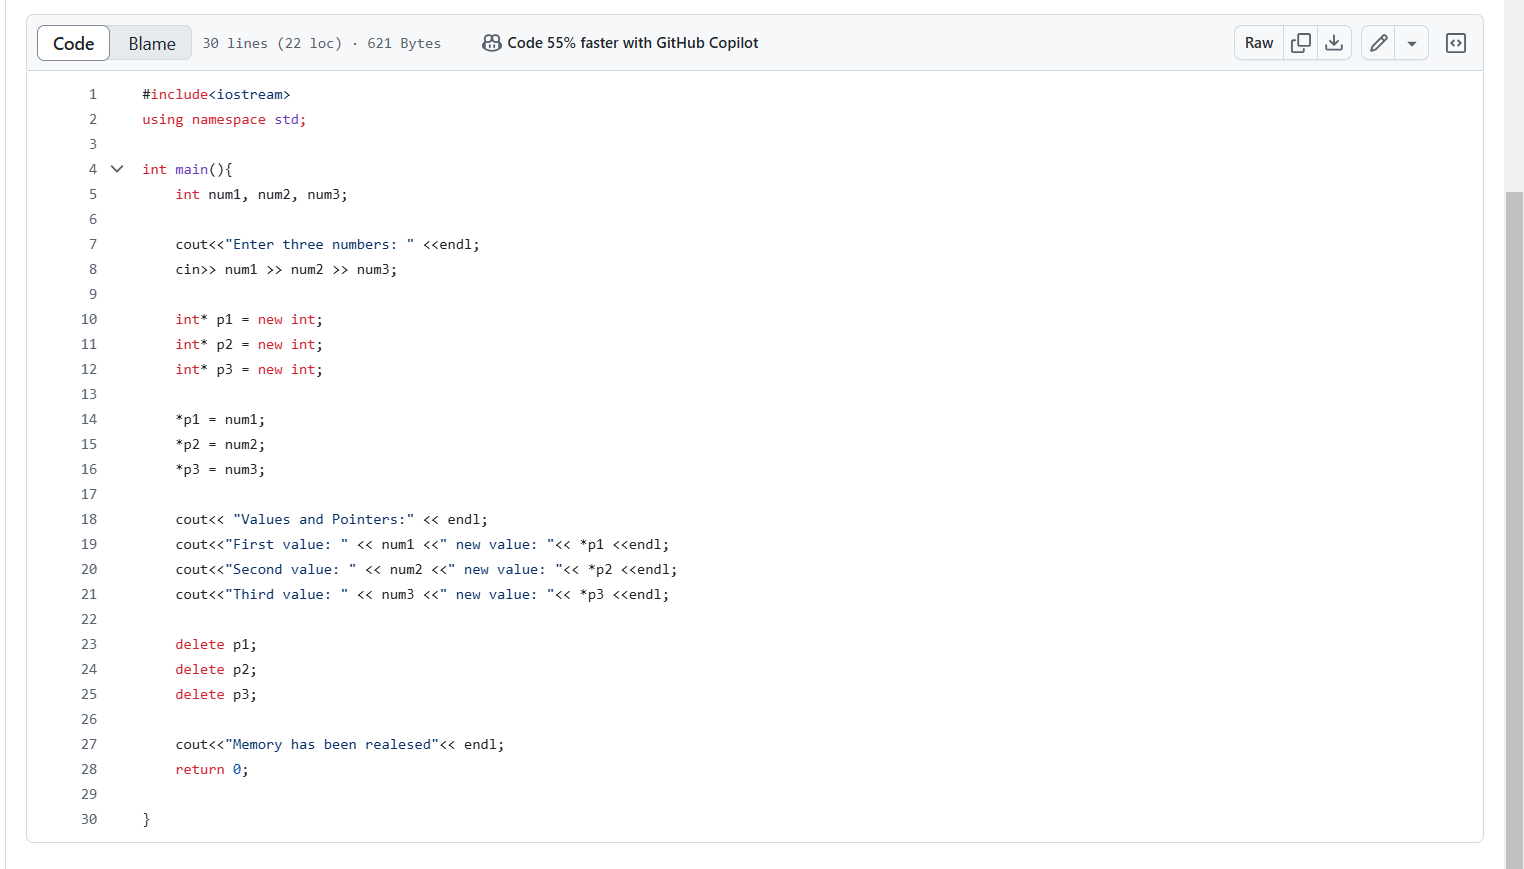 Code Blame 30 lines (22 loc) · 621 Bytes Code 55% faster with GitHub Copilot Raw
1 #include<iostream>
2 using namespace std;
3
4 int main(){
5     int num1, num2, num3;
6
7     cout<<"Enter three numbers: " <<endl;
8     cin>> num1 >> num2 >> num3;
9
10     int* p1 = new int;
11     int* p2 = new int;
12     int* p3 = new int;
13
14     *p1 = num1;
15     *p2 = num2;
16     *p3 = num3;
17
18     cout<< "Values and Pointers:" << endl;
19     cout<<"First value: " << num1 <<" new value: "<< *p1 <<endl;
20     cout<<"Second value: " << num2 <<" new value: "<< *p2 <<endl;
21     cout<<"Third value: " << num3 <<" new value: "<< *p3 <<endl;
22
23     delete p1;
24     delete p2;
25     delete p3;
26
27     cout<<"Memory has been realesed"<< endl;
28     return 0;
29
30 }